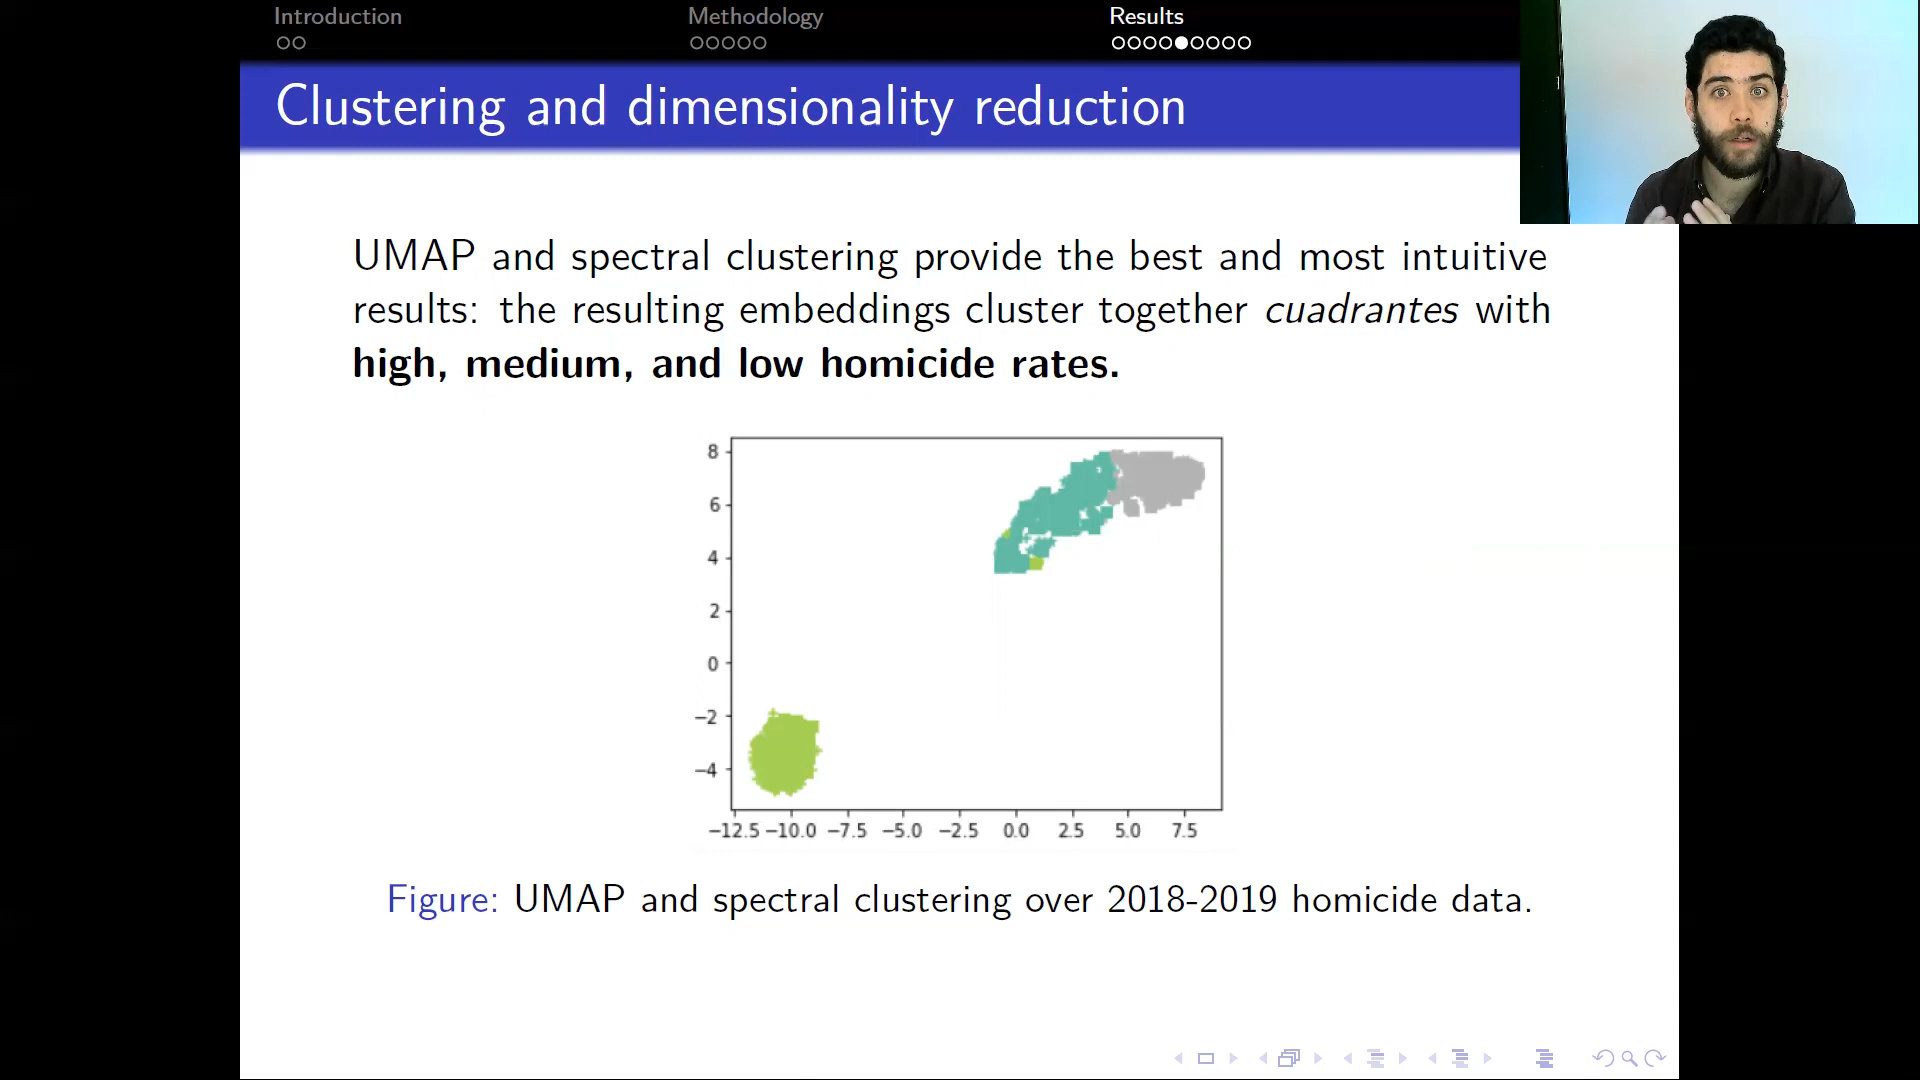 Introduction
Methodology
Results
Clustering and dimensionality reduction
UMAP and spectral clustering provide the best and most intuitive
results: the resulting embeddings cluster together cuadrantes with
high, medium, and low homicide rates.
8
6
4
2
0
−2
−4
−12.5 −10.0 −7.5 −5.0 −2.5 0.0 2.5 5.0 7.5
Figure: UMAP and spectral clustering over 2018-2019 homicide data.